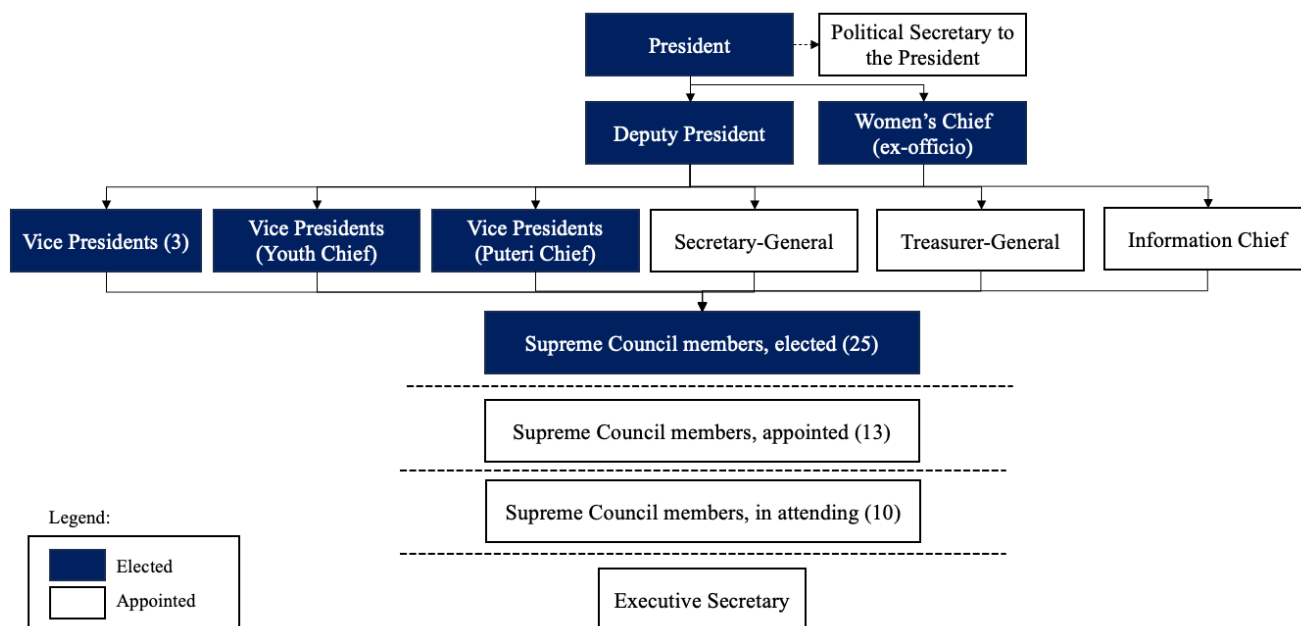 President
Political Secretary to
the President
Deputy President
Women's Chief
(ex-officio)
Vice Presidents (3)
Vice Presidents
(Youth Chief)
Vice Presidents
(Puteri Chief)
Secretary-General
Treasurer-General
Information Chief
Supreme Council members, elected (25)
Supreme Council members, appointed (13)
Supreme Council members, in attending (10)
Executive Secretary
Legend:
Elected
Appointed